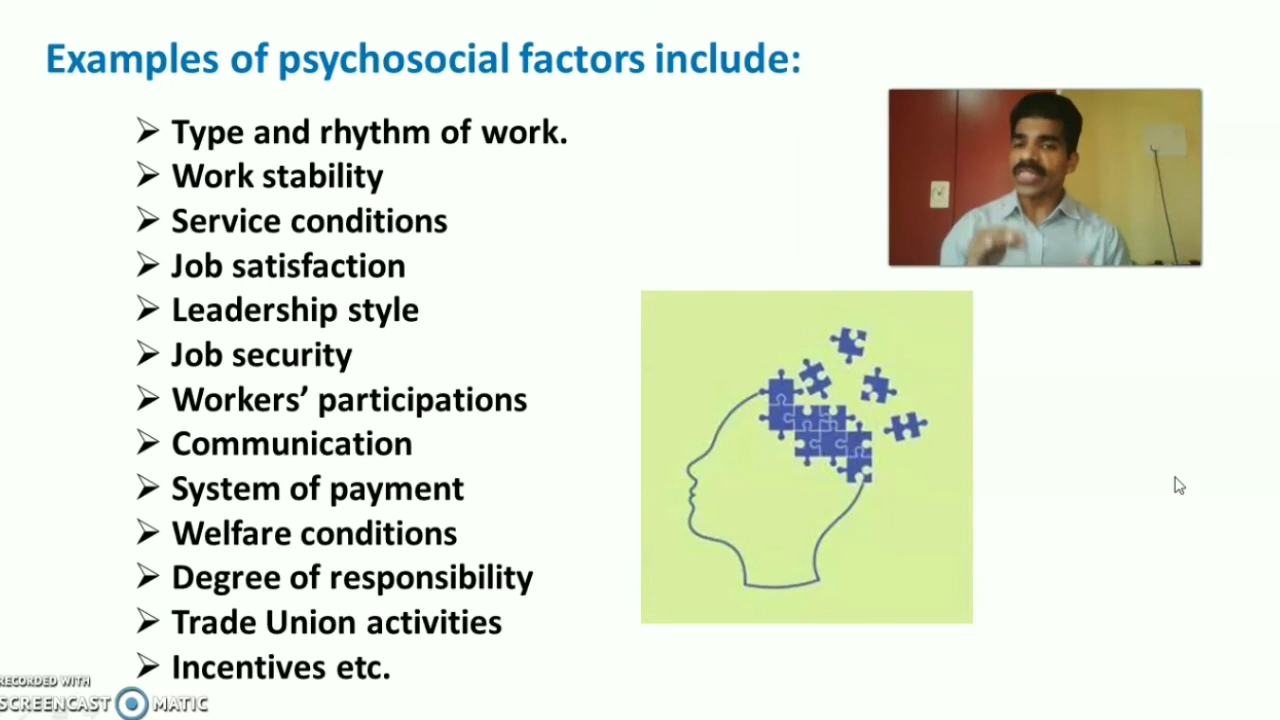 Examples of psychosocial factors include:
Type and rhythm of work.
Work stability
Service conditions
Job satisfaction
Leadership style
Job security
Workers’ participations
Communication
System of payment
Welfare conditions
Degree of responsibility
Trade Union activities
Incentives etc.
RECORDED WITH
SCREENCAST MATIC